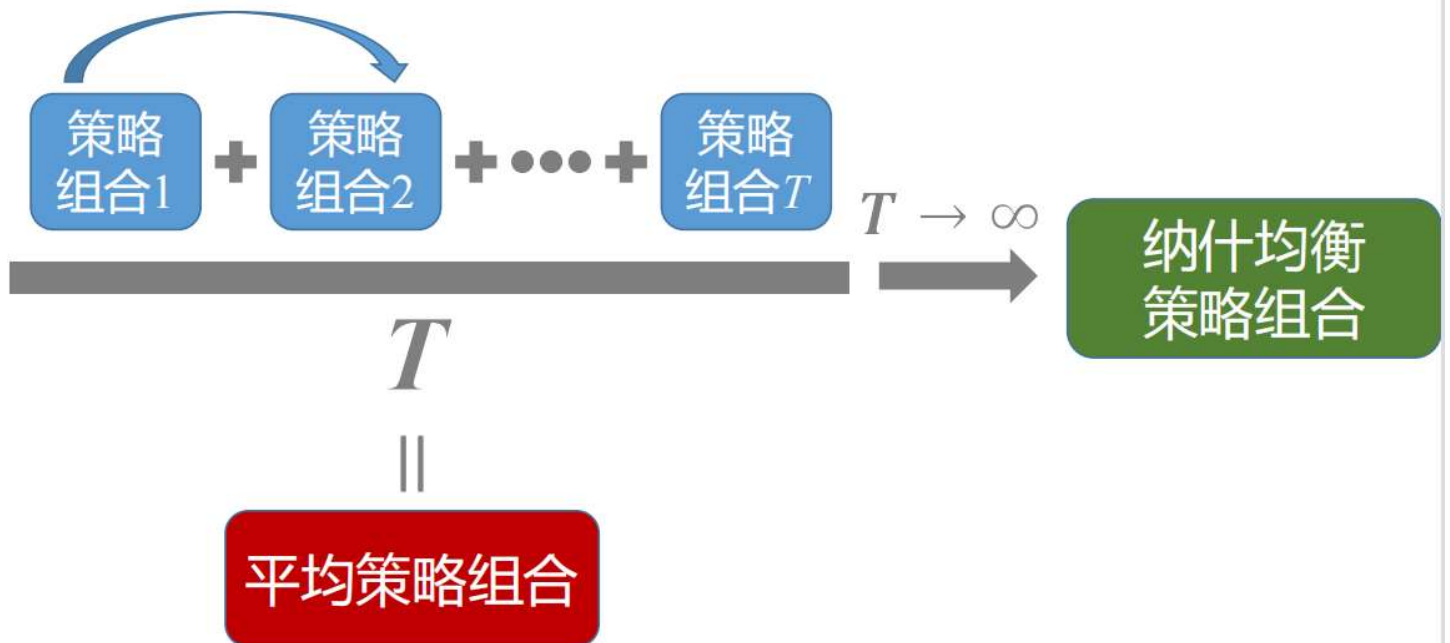 策略
组合1
+
策略
组合2
+ ••• +
策略
组合T
T → ∞
纳什均衡
策略组合
T
=
平均策略组合